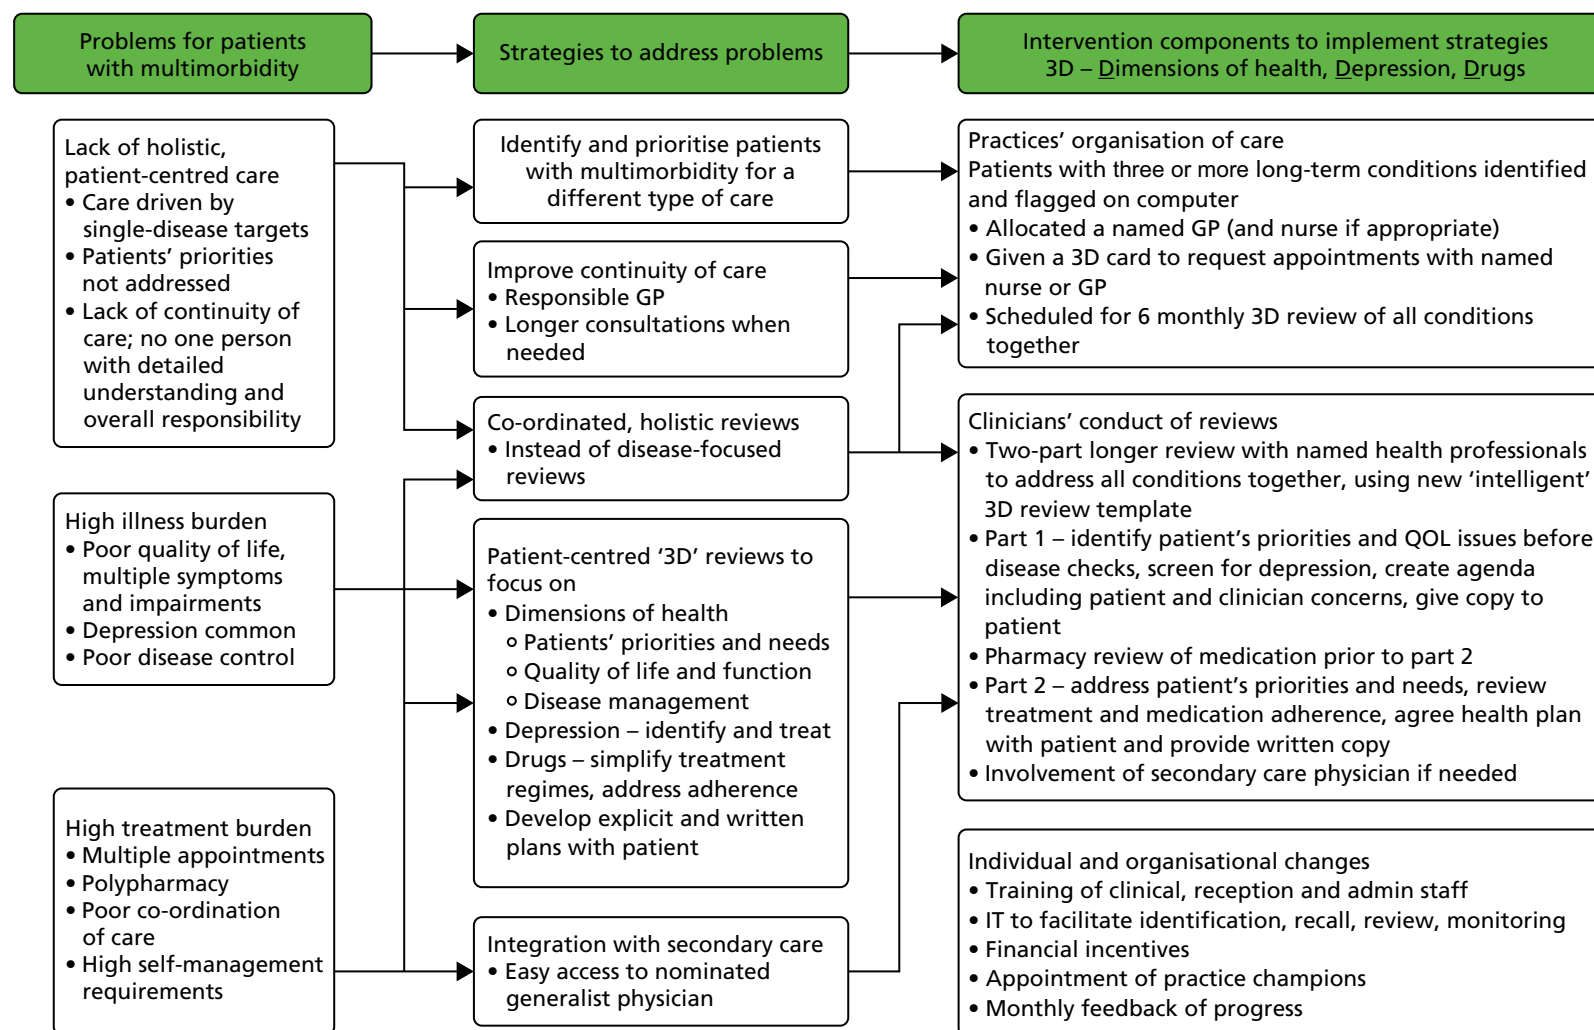 Problems for patients
with multimorbidity
Strategies to address problems
Intervention components to implement strategies
3D – Dimensions of health, Depression, Drugs
Lack of holistic,
patient-centred care
• Care driven by
single-disease targets
• Patients’ priorities
not addressed
• Lack of continuity of
care; no one person
with detailed
understanding and
overall responsibility
High illness burden
• Poor quality of life,
multiple symptoms
and impairments
• Depression common
• Poor disease control
High treatment burden
• Multiple appointments
• Polypharmacy
• Poor co-ordination
of care
• High self-management
requirements
Identify and prioritise patients
with multimorbidity for a
different type of care
Improve continuity of care
• Responsible GP
• Longer consultations when
needed
Co-ordinated, holistic reviews
• Instead of disease-focused
reviews
Patient-centred ‘3D’ reviews to
focus on
• Dimensions of health
Patients’ priorities and needs
Quality of life and function
Disease management
• Depression – identify and treat
• Drugs – simplify treatment
regimes, address adherence
• Develop explicit and written
plans with patient
Integration with secondary care
• Easy access to nominated
generalist physician
Practices’ organisation of care
Patients with three or more long-term conditions identified
and flagged on computer
• Allocated a named GP (and nurse if appropriate)
• Given a 3D card to request appointments with named
nurse or GP
• Scheduled for 6 monthly 3D review of all conditions
together
Clinicians’ conduct of reviews
• Two-part longer review with named health professionals
to address all conditions together, using new ‘intelligent’
3D review template
• Part 1 – identify patient’s priorities and QOL issues before
disease checks, screen for depression, create agenda
including patient and clinician concerns, give copy to
patient
• Pharmacy review of medication prior to part 2
• Part 2 – address patient’s priorities and needs, review
treatment and medication adherence, agree health plan
with patient and provide written copy
• Involvement of secondary care physician if needed
Individual and organisational changes
• Training of clinical, reception and admin staff
• IT to facilitate identification, recall, review, monitoring
• Financial incentives
• Appointment of practice champions
• Monthly feedback of progress